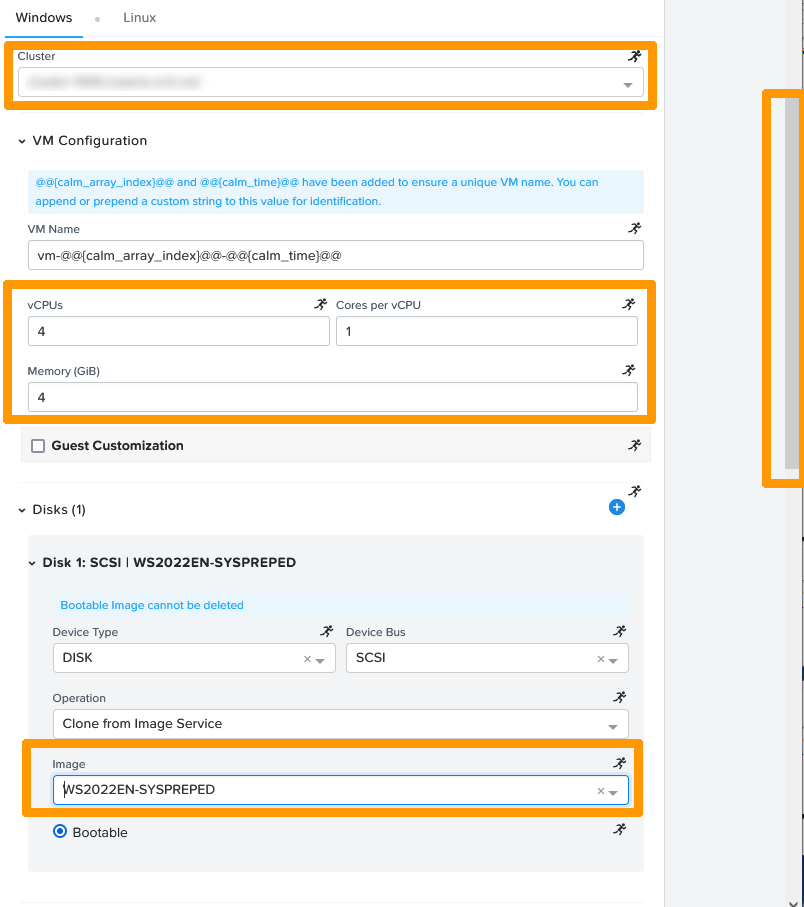 Windows
Linux
Cluster
VM Configuration
@@{calm_array_index}@@ and @@{calm_time}@@ have been added to ensure a unique VM name. You can
append or prepend a custom string to this value for identification.
VM Name
vm-@@{calm_array_index}@@-@@{calm_time}@@
vCPUs
Cores per vCPU
4
1
Memory (GiB)
4
Guest Customization
Disks (1)
Disk 1: SCSI | WS2022EN-SYSPREPED
Bootable Image cannot be deleted
Device Type
Device Bus
DISK
SCSI
Operation
Clone from Image Service
Image
WS2022EN-SYSPREPED
Bootable